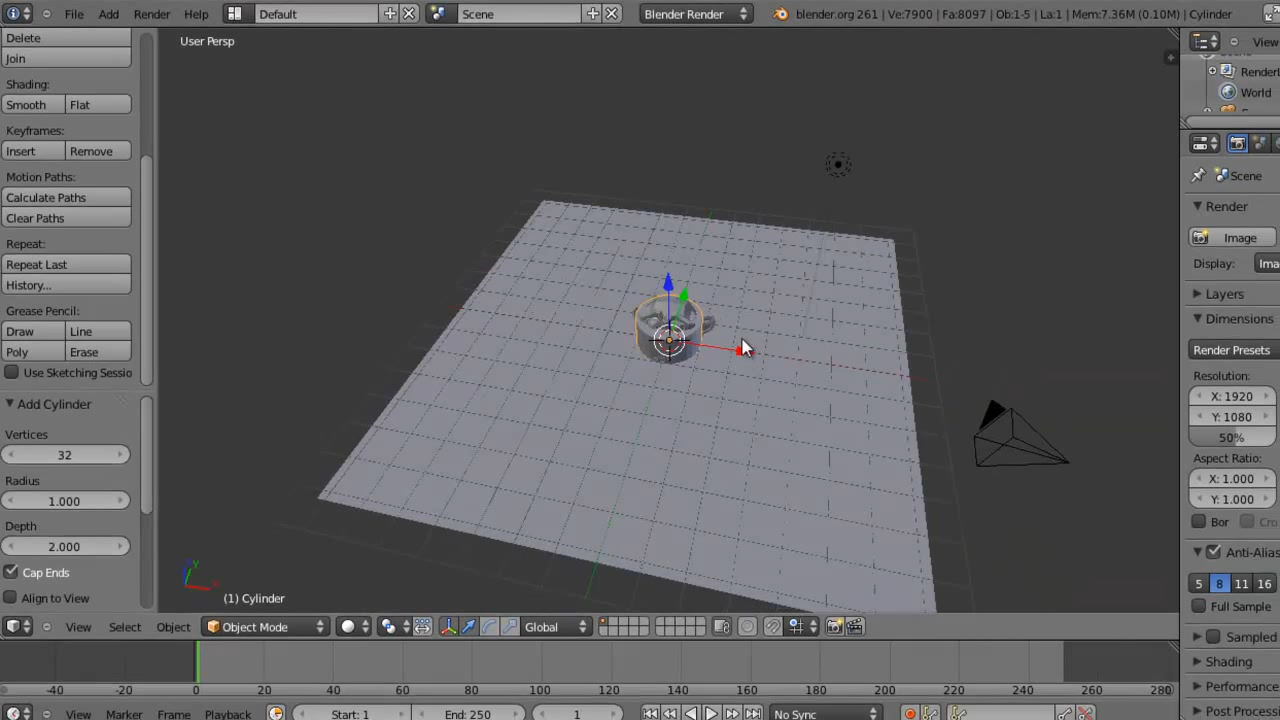 File Add Render Help Default Scene Blender Render blender.org 261 | Ve:7900 | Fa:8097 | Ob:1-5 | La:1 | Mem:7.36M (0.10M) | Cylinder
Delete
Join
Shading:
Smooth Flat
Keyframes:
Insert Remove
Motion Paths:
Calculate Paths
Clear Paths
Repeat:
Repeat Last
History...
Grease Pencil:
Draw Line
Poly Erase
Use Sketching Sessio
Add Cylinder
Vertices
32
Radius
1.000
Depth
2.000
Cap Ends
Align to View
User Persp
(1) Cylinder
View Select Object Object Mode Global
View
RenderL
World
Scene
Render
Image
Display: Ima
Layers
Dimensions
Render Presets
Resolution:
X: 1920
Y: 1080
50%
Aspect Ratio:
X: 1.000
Y: 1.000
Bor Cro
Anti-Alias
5 8 11 16
Full Sample
Sampled
Shading
Performance
Post Process
-40 -20 0 20 40 60 80 100 120 140 160 180 200 220 240 260 280
View Marker Frame Playback Start: 1 End: 250 1 No Sync